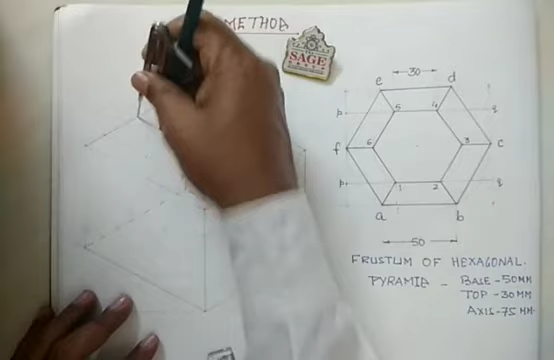 METHOD
SAGE
30
e d
5 4
p q
f 6 3 c
p 1 2 q
a b
50
FRUSTUM OF HEXAGONAL.
PYRAMID - BASE - 50MM
TOP - 30MM
AXIS - 75 MM.